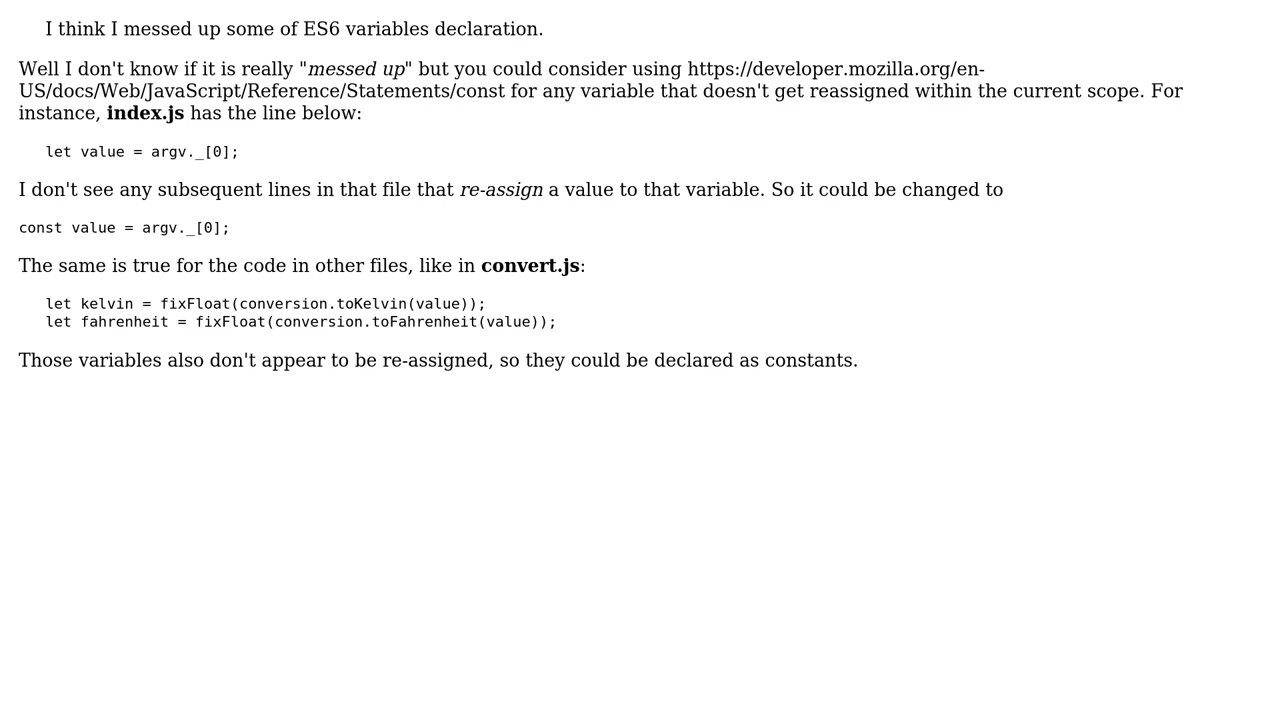 I think I messed up some of ES6 variables declaration.
Well I don't know if it is really "messed up" but you could consider using https://developer.mozilla.org/en-
US/docs/Web/JavaScript/Reference/Statements/const for any variable that doesn't get reassigned within the current scope. For
instance, index.js has the line below:
let value = argv._[0];
I don't see any subsequent lines in that file that re-assign a value to that variable. So it could be changed to
const value = argv._[0];
The same is true for the code in other files, like in convert.js:
let kelvin = fixFloat(conversion.toKelvin(value));
let fahrenheit = fixFloat(conversion.toFahrenheit(value));
Those variables also don't appear to be re-assigned, so they could be declared as constants.